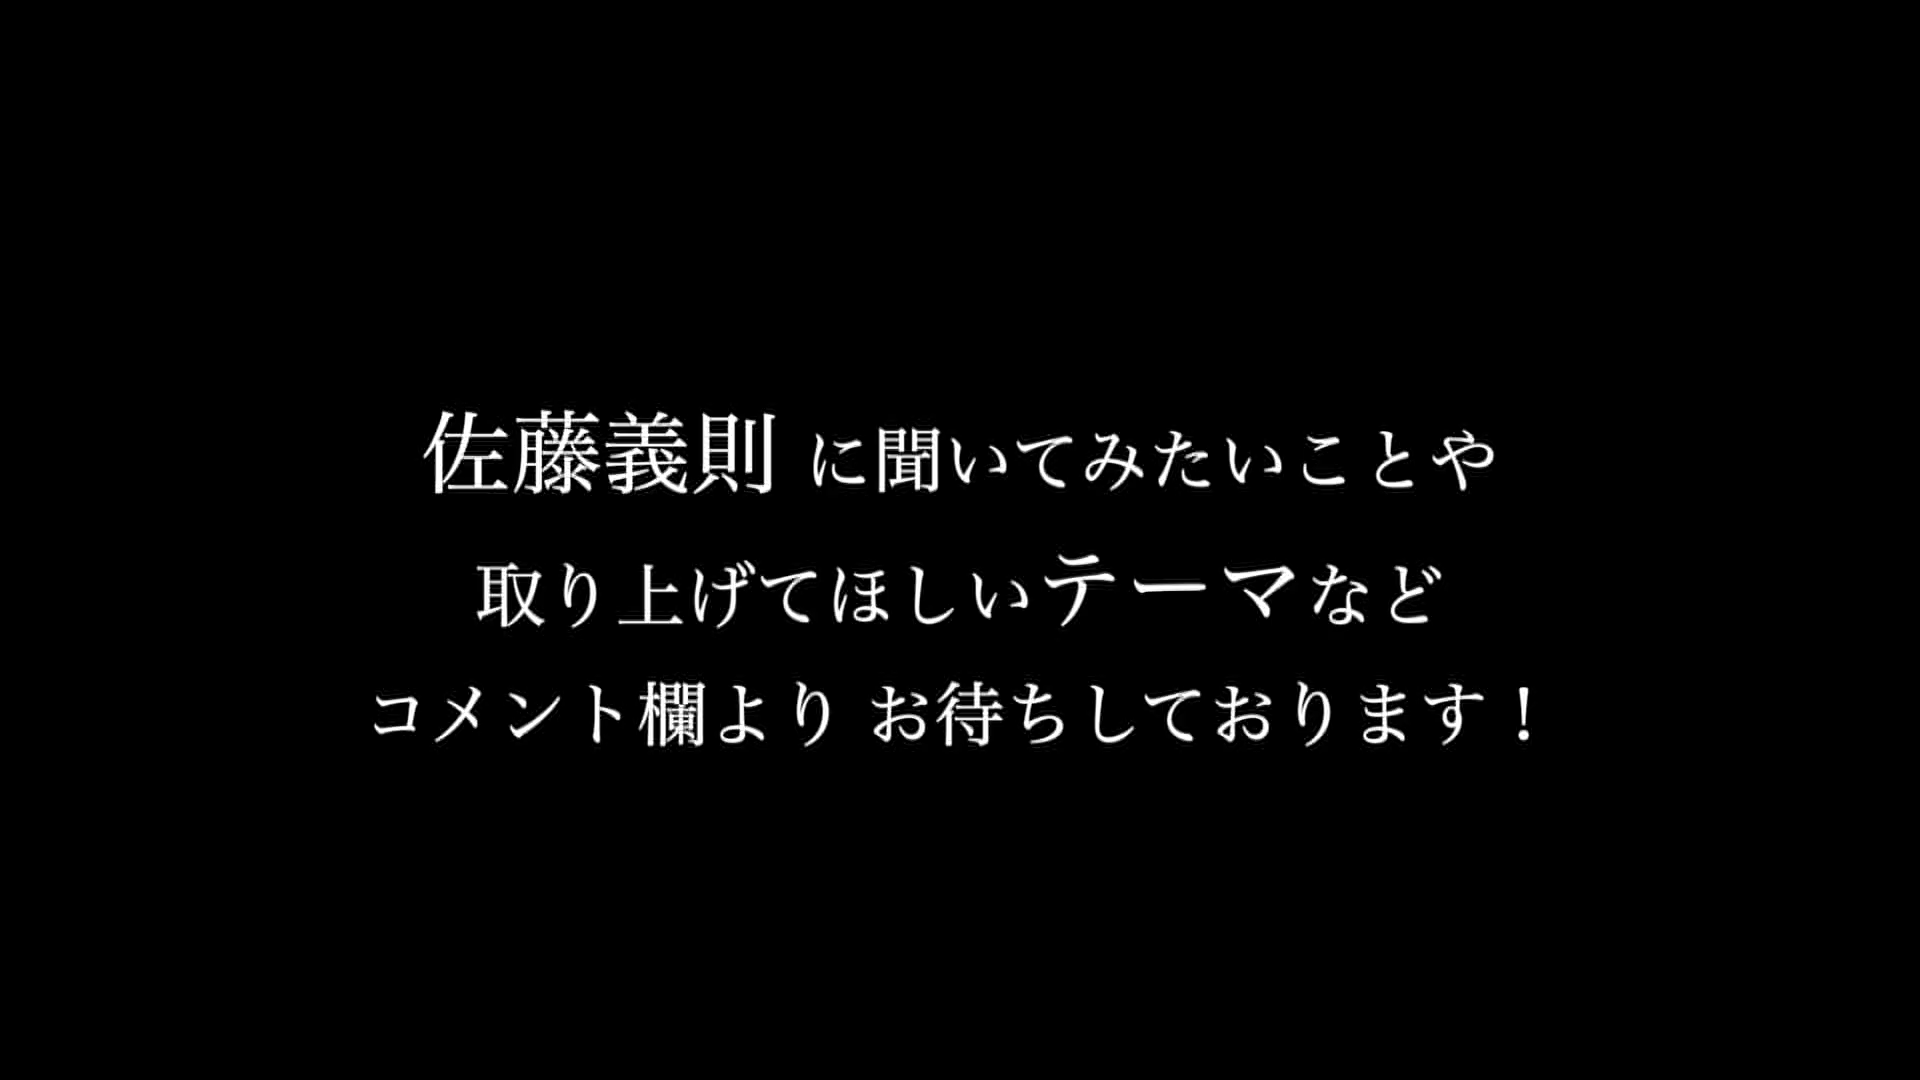 佐藤義則 に聞いてみたいことや
取り上げてほしいテーマなど
コメント欄より お待ちしております！